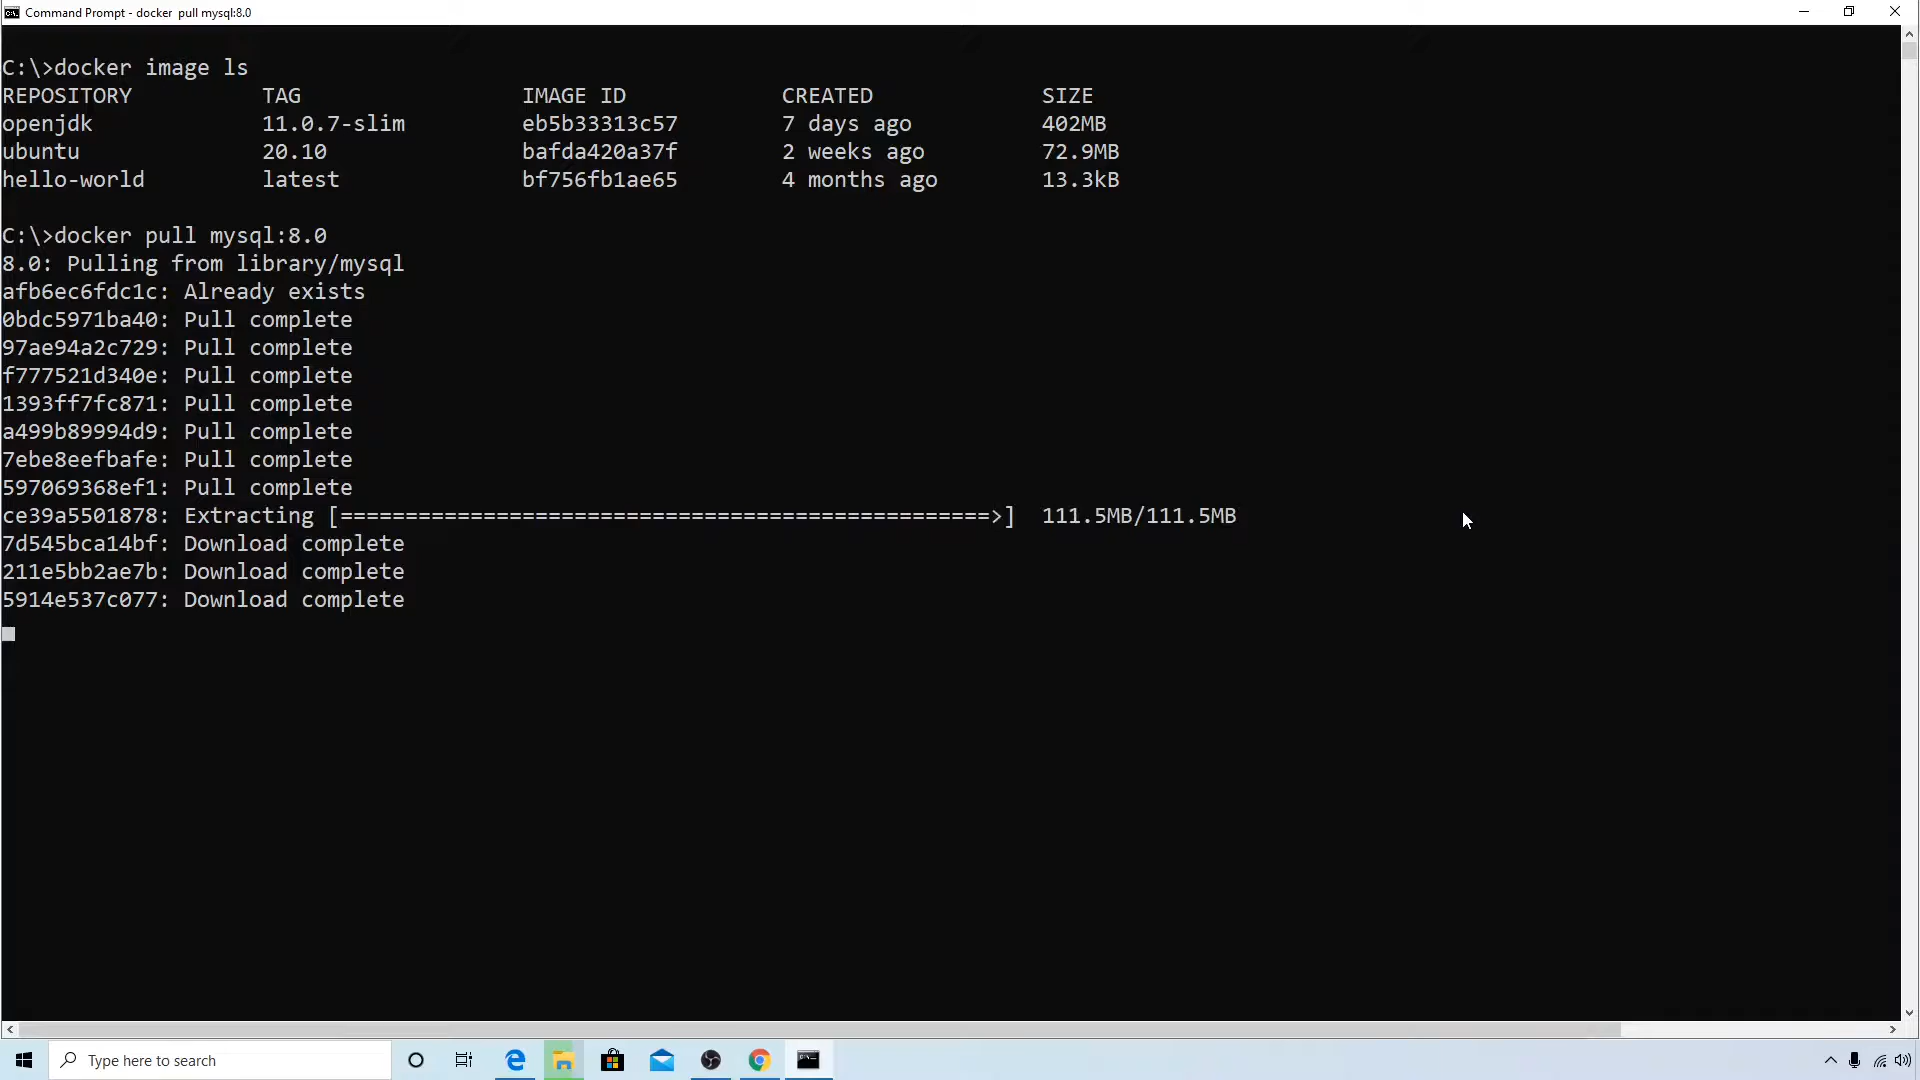 Command Prompt - docker  pull mysql:8.0
C:\>docker image ls
REPOSITORY          TAG                 IMAGE ID            CREATED             SIZE
openjdk             11.0.7-slim         eb5b33313c57        7 days ago          402MB
ubuntu              20.10               bafda420a37f        2 weeks ago         72.9MB
hello-world         latest              bf756fb1ae65        4 months ago        13.3kB
C:\>docker pull mysql:8.0
8.0: Pulling from library/mysql
afb6ec6fdc1c: Already exists
0bdc5971ba40: Pull complete
97ae94a2c729: Pull complete
f777521d340e: Pull complete
1393ff7fc871: Pull complete
a499b89994d9: Pull complete
7ebe8eefbafe: Pull complete
597069368ef1: Pull complete
ce39a5501878: Extracting [==================================================>]  111.5MB/111.5MB
7d545bca14bf: Download complete
211e5bb2ae7b: Download complete
5914e537c077: Download complete
Type here to search